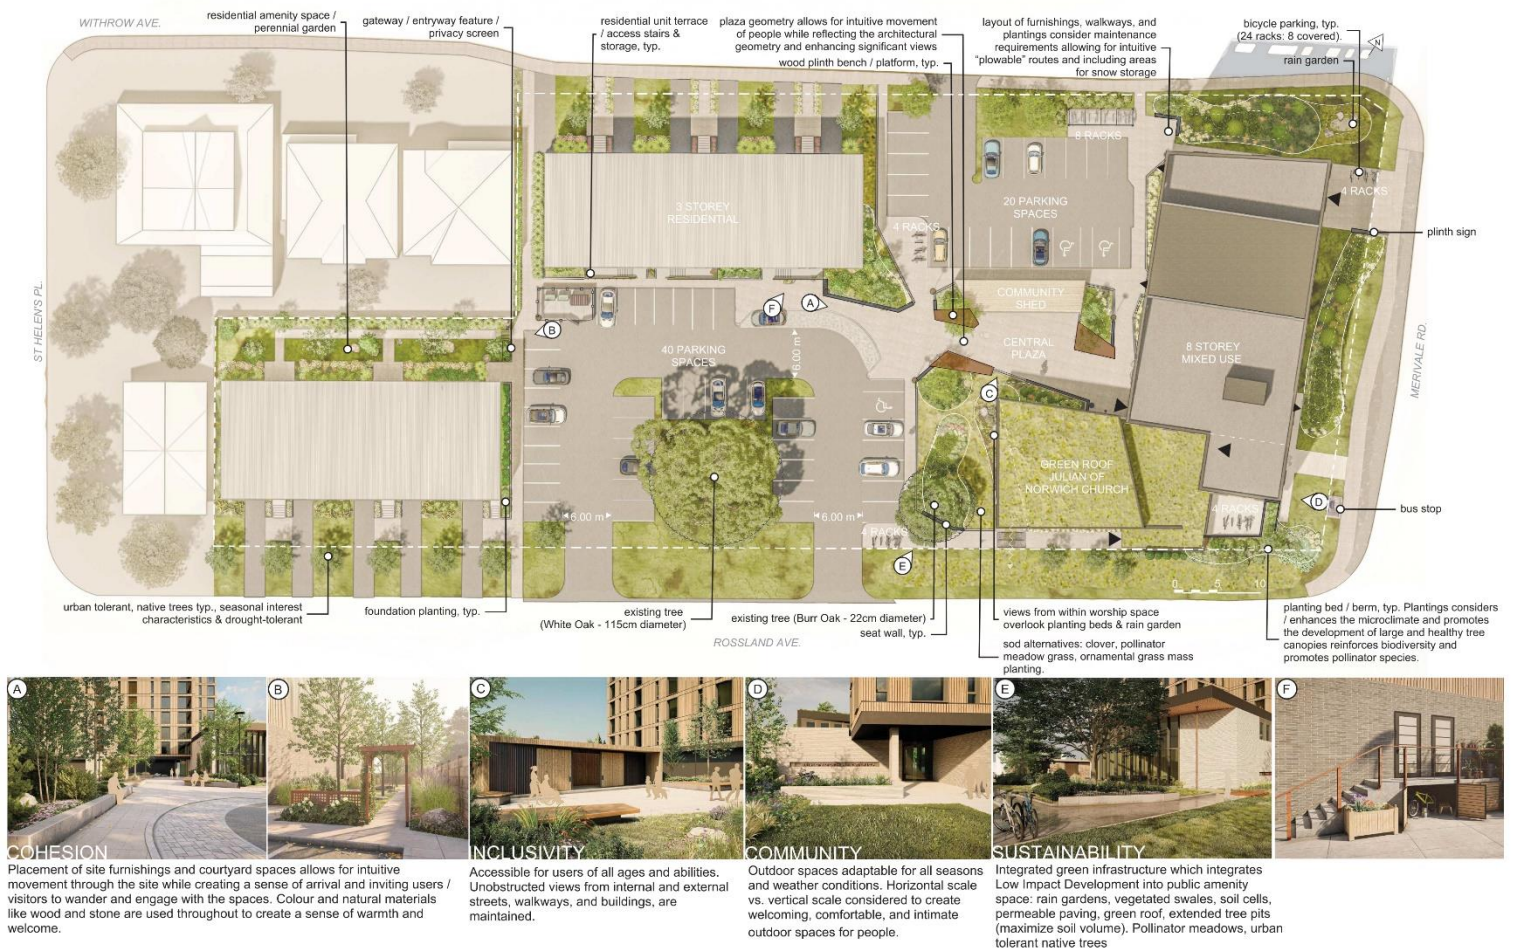 WITHROW AVE.
residential amenity space /
perennial garden
gateway / entryway feature /
privacy screen
residential unit terrace
/ access stairs &
storage, typ.
plaza geometry allows for intuitive movement
of people while reflecting the architectural
geometry and enhancing significant views
wood plinth bench / platform, typ.
layout of furnishings, walkways, and
plantings consider maintenance
requirements allowing for intuitive
“plowable” routes and including areas
for snow storage
bicycle parking, typ.
(24 racks: 8 covered).
rain garden
N
8 RACKS
4 RACKS
3 STOREY
RESIDENTIAL
20 PARKING
SPACES
4 RACKS
plinth sign
ST HELEN'S PL.
MERIVALE RD.
COMMUNITY
SHED
F
A
B
40 PARKING
SPACES
6.00 m
CENTRAL
PLAZA
8 STOREY
MIXED USE
C
GREEN ROOF
JULIAN OF
NORWICH CHURCH
D
bus stop
6.00 m
6.00 m
4 RACKS
4 RACKS
E
0 5 10
urban tolerant, native trees typ., seasonal interest
characteristics & drought-tolerant
foundation planting, typ.
existing tree
(White Oak - 115cm diameter)
existing tree (Burr Oak - 22cm diameter)
seat wall, typ.
views from within worship space
overlook planting beds & rain garden
sod alternatives: clover, pollinator
meadow grass, ornamental grass mass
planting.
planting bed / berm, typ. Plantings considers
/ enhances the microclimate and promotes
the development of large and healthy tree
canopies reinforces biodiversity and
promotes pollinator species.
ROSSLAND AVE.
A
B
C
D
E
F
COHESION
Placement of site furnishings and courtyard spaces allows for intuitive
movement through the site while creating a sense of arrival and inviting users /
visitors to wander and engage with the spaces. Colour and natural materials
like wood and stone are used throughout to create a sense of warmth and
welcome.
INCLUSIVITY
Accessible for users of all ages and abilities.
Unobstructed views from internal and external
streets, walkways, and buildings, are
maintained.
COMMUNITY
Outdoor spaces adaptable for all seasons
and weather conditions. Horizontal scale
vs. vertical scale considered to create
welcoming, comfortable, and intimate
outdoor spaces for people.
SUSTAINABILITY
Integrated green infrastructure which integrates
Low Impact Development into public amenity
space: rain gardens, vegetated swales, soil cells,
permeable paving, green roof, extended tree pits
(maximize soil volume). Pollinator meadows, urban
tolerant native trees